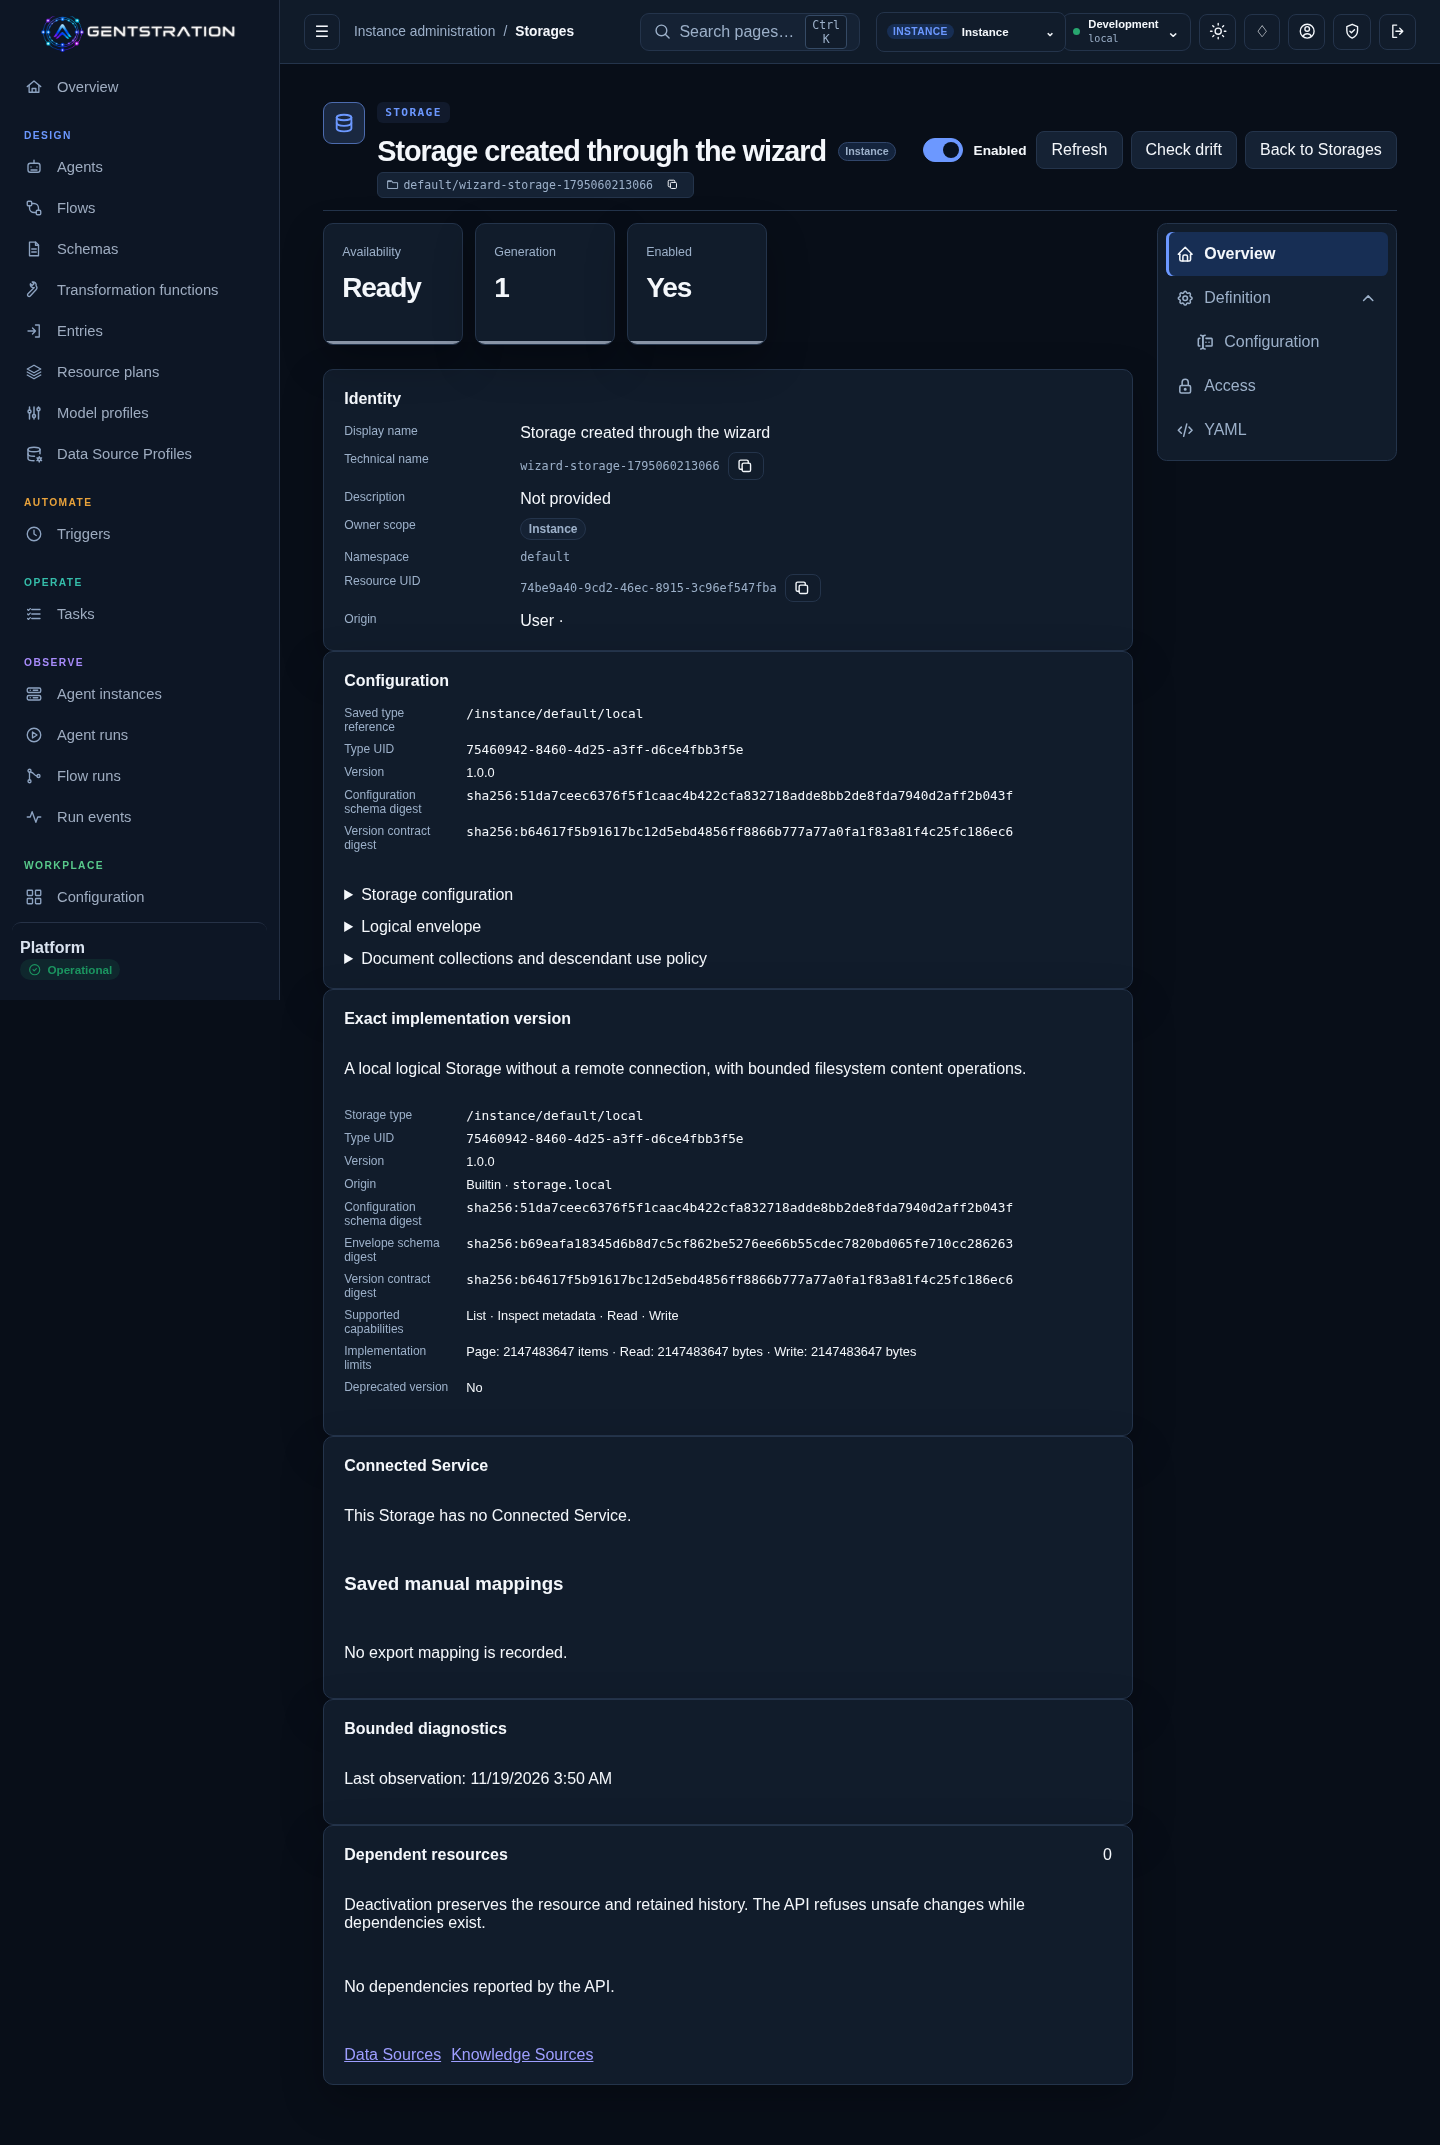 GENTSTRATION
Overview
DESIGN
Agents
Flows
Schemas
Transformation functions
Entries
Resource plans
Model profiles
Data Source Profiles
AUTOMATE
Triggers
OPERATE
Tasks
OBSERVE
Agent instances
Agent runs
Flow runs
Run events
WORKPLACE
Configuration
Platform
Operational
Instance administration / Storages
Search pages… Ctrl K
INSTANCE Instance
Development
local
STORAGE
Storage created through the wizard Instance
default/wizard-storage-1795060213066
Enabled Refresh Check drift Back to Storages
Availability
Ready
Generation
1
Enabled
Yes
Overview
Definition
Configuration
Access
YAML
Identity
Display name Storage created through the wizard
Technical name wizard-storage-1795060213066
Description Not provided
Owner scope Instance
Namespace default
Resource UID 74be9a40-9cd2-46ec-8915-3c96ef547fba
Origin User ·
Configuration
Saved type reference /instance/default/local
Type UID 75460942-8460-4d25-a3ff-d6ce4fbb3f5e
Version 1.0.0
Configuration schema digest sha256:51da7ceec6376f5f1caac4b422cfa832718adde8bb2de8fda7940d2aff2b043f
Version contract digest sha256:b64617f5b91617bc12d5ebd4856ff8866b777a77a0fa1f83a81f4c25fc186ec6
Storage configuration
Logical envelope
Document collections and descendant use policy
Exact implementation version
A local logical Storage without a remote connection, with bounded filesystem content operations.
Storage type /instance/default/local
Type UID 75460942-8460-4d25-a3ff-d6ce4fbb3f5e
Version 1.0.0
Origin Builtin · storage.local
Configuration schema digest sha256:51da7ceec6376f5f1caac4b422cfa832718adde8bb2de8fda7940d2aff2b043f
Envelope schema digest sha256:b69eafa18345d6b8d7c5cf862be5276ee66b55cdec7820bd065fe710cc286263
Version contract digest sha256:b64617f5b91617bc12d5ebd4856ff8866b777a77a0fa1f83a81f4c25fc186ec6
Supported capabilities List · Inspect metadata · Read · Write
Implementation limits Page: 2147483647 items · Read: 2147483647 bytes · Write: 2147483647 bytes
Deprecated version No
Connected Service
This Storage has no Connected Service.
Saved manual mappings
No export mapping is recorded.
Bounded diagnostics
Last observation: 11/19/2026 3:50 AM
Dependent resources 0
Deactivation preserves the resource and retained history. The API refuses unsafe changes while
dependencies exist.
No dependencies reported by the API.
Data Sources Knowledge Sources